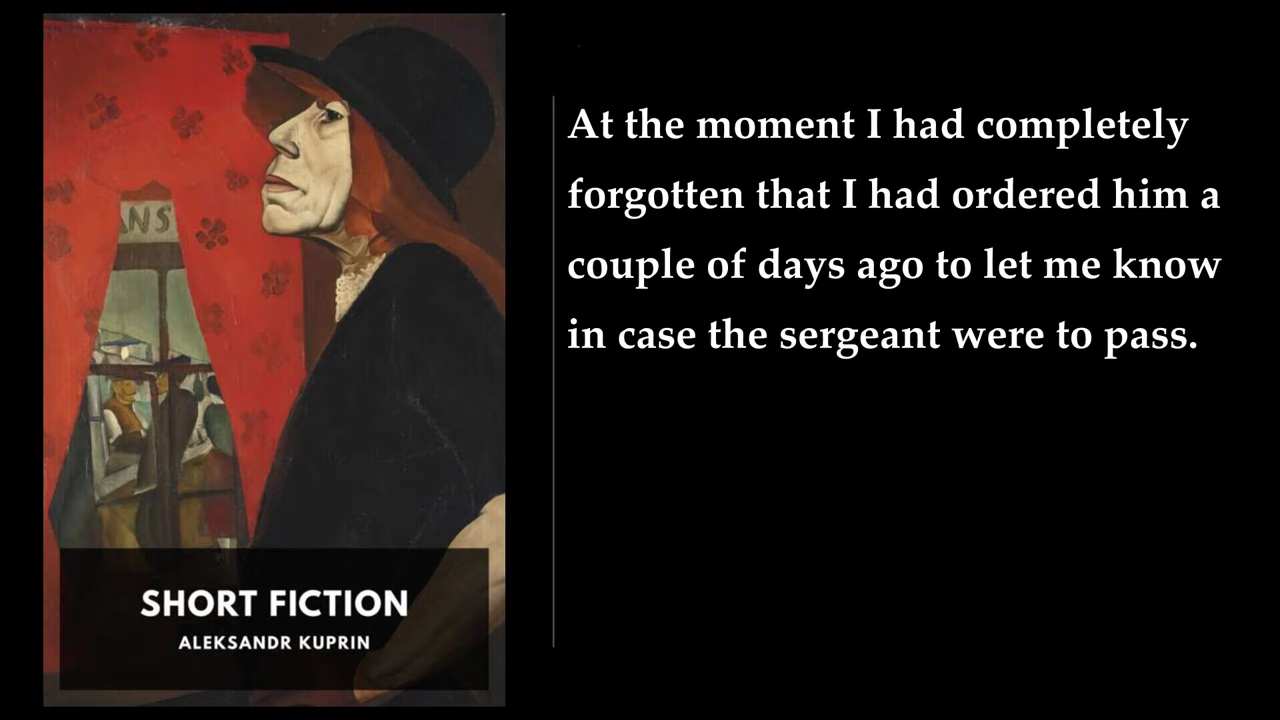 ANS
SHORT FICTION
ALEKSANDR KUPRIN
At the moment I had completely
forgotten that I had ordered him a
couple of days ago to let me know
in case the sergeant were to pass.